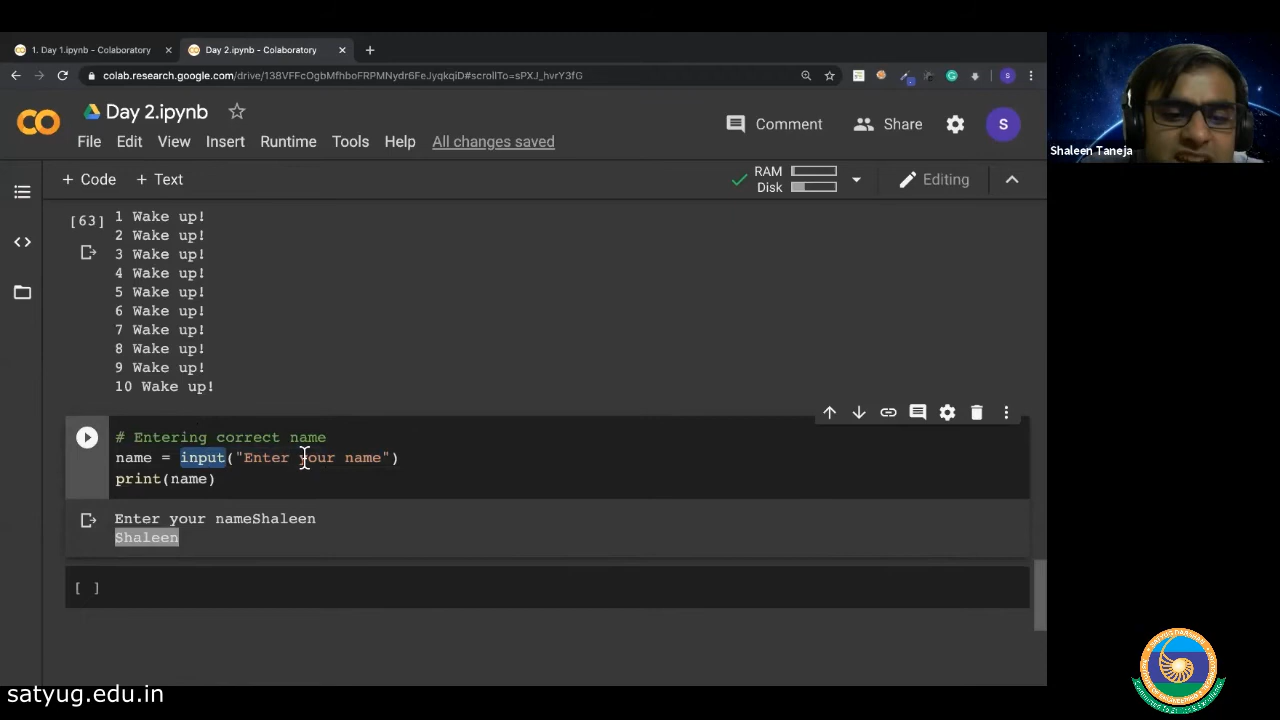 1. Day 1.ipynb - Colaboratory
Day 2.ipynb - Colaboratory
colab.research.google.com/drive/138VFFcOgbMfhboFRPMNydr6FeJyqkqiD#scrollTo=sPXJ_hvrY3fG
S
Shaleen Taneja
CO
Day 2.ipynb
File Edit View Insert Runtime Tools Help All changes saved
Comment
Share
S
+ Code + Text
RAM
Disk
Editing
[63]
1 Wake up!
2 Wake up!
3 Wake up!
4 Wake up!
5 Wake up!
6 Wake up!
7 Wake up!
8 Wake up!
9 Wake up!
10 Wake up!
# Entering correct name
name = input("Enter your name")
print(name)
Enter your nameShaleen
Shaleen
[ ]
satyug.edu.in